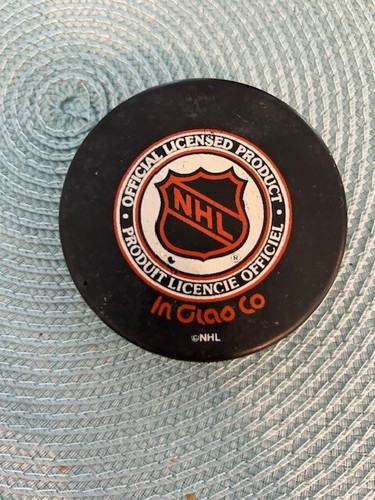 OFFICIAL LICENSED PRODUCT
NHL
®
• PRODUIT LICENCIE OFFICIEL •
In Glas Co
©NHL